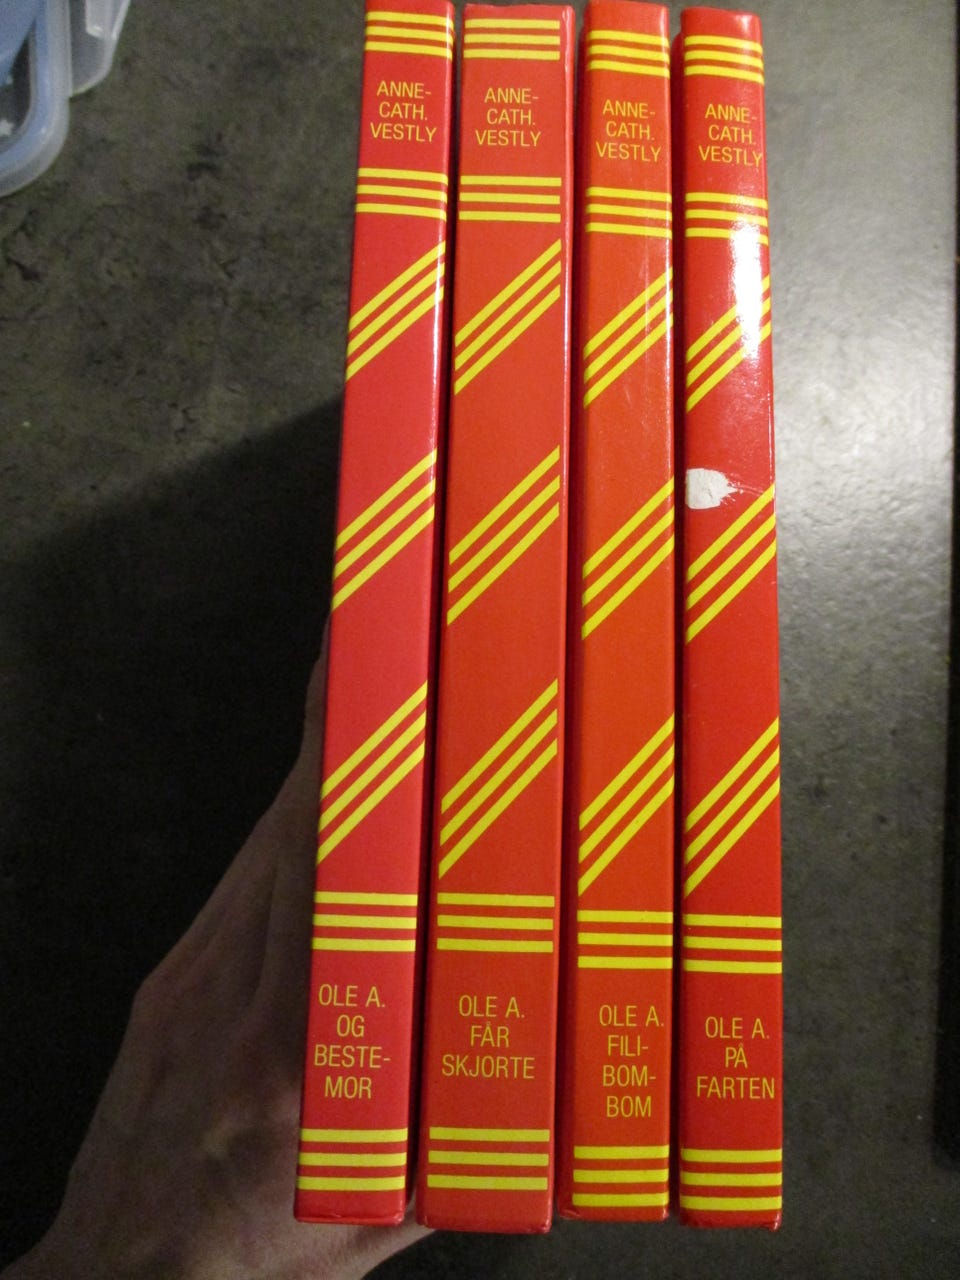 ANNE-
CATH.
VESTLY
OLE A.
OG
BESTE-
MOR
ANNE-
CATH.
VESTLY
OLE A.
FÅR
SKJORTE
ANNE-
CATH.
VESTLY
OLE A.
FILI-
BOM-
BOM
ANNE-
CATH.
VESTLY
OLE A.
PÅ
FARTEN